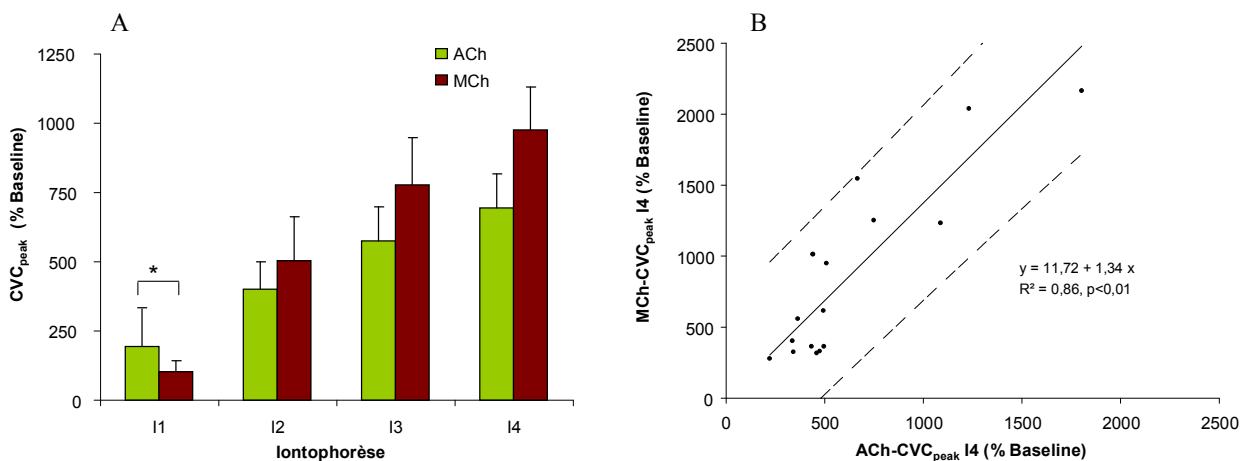 A
ACh
MCh
1250
1000
750
500
250
0
CVCpeak (% Baseline)
*
I1
I2
I3
I4
Iontophorèse
B
2500
2000
1500
1000
500
0
MCh-CVCpeak I4 (% Baseline)
y = 11,72 + 1,34 x
R² = 0,86, p<0,01
0
500
1000
1500
2000
2500
ACh-CVCpeak I4 (% Baseline)